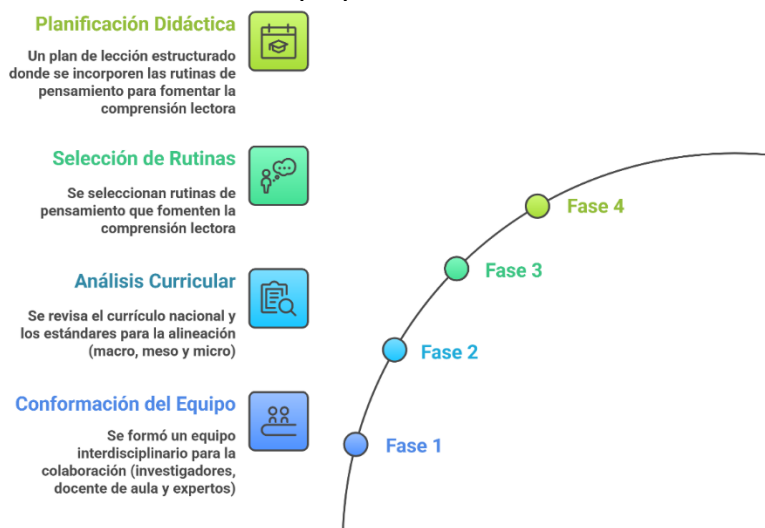 Planificación Didáctica
Un plan de lección estructurado
donde se incorporen las rutinas de
pensamiento para fomentar la
comprensión lectora
Selección de Rutinas
Se seleccionan rutinas de
pensamiento que fomenten la
comprensión lectora
Fase 4
Fase 3
Análisis Curricular
Se revisa el currículo nacional y
los estándares para la alineación
(macro, meso y micro)
Fase 2
Conformación del Equipo
Se formó un equipo
interdisciplinario para la
colaboración (investigadores,
docente de aula y expertos)
Fase 1